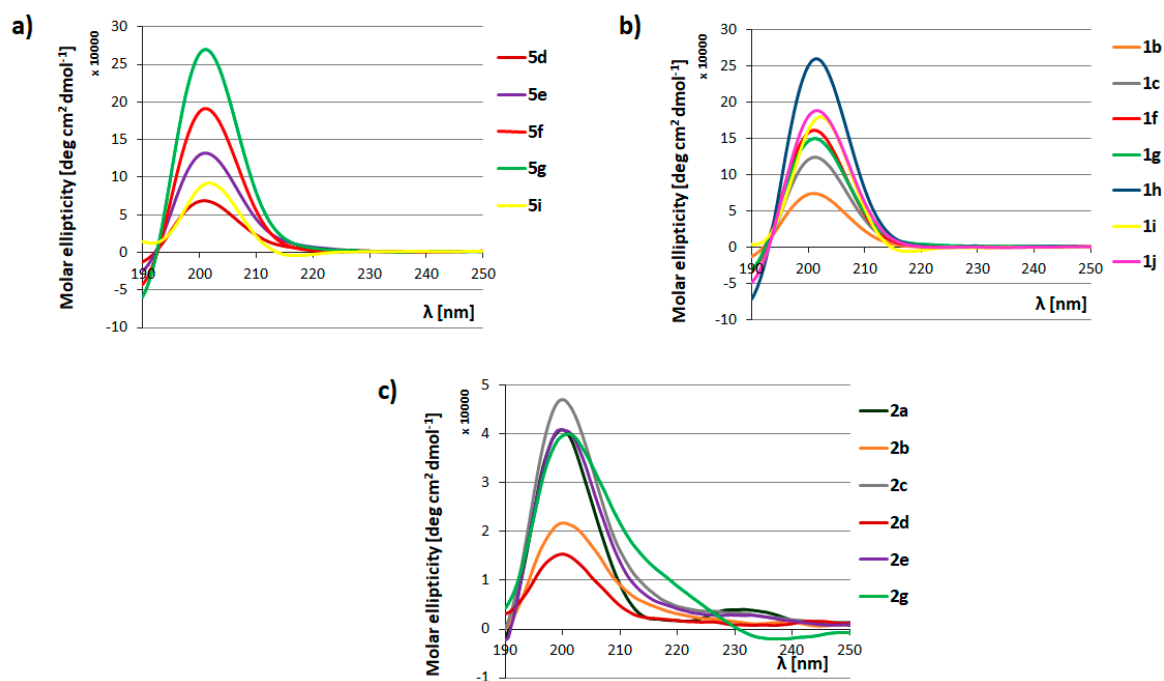 a)
Molar ellipticity [deg cm² dmol⁻¹]
x 10000
30
25
20
15
10
5
0
-5
-10
190 200 210 220 230 240 250
λ [nm]
5d
5e
5f
5g
5i
b)
Molar ellipticity [deg cm² dmol⁻¹]
x 10000
30
25
20
15
10
5
0
-5
-10
190 200 210 220 230 240 250
λ [nm]
1b
1c
1f
1g
1h
1i
1j
c)
Molar ellipticity [deg cm² dmol⁻¹]
x 10000
5
4
3
2
1
0
-1
190 200 210 220 230 240 250
λ [nm]
2a
2b
2c
2d
2e
2g